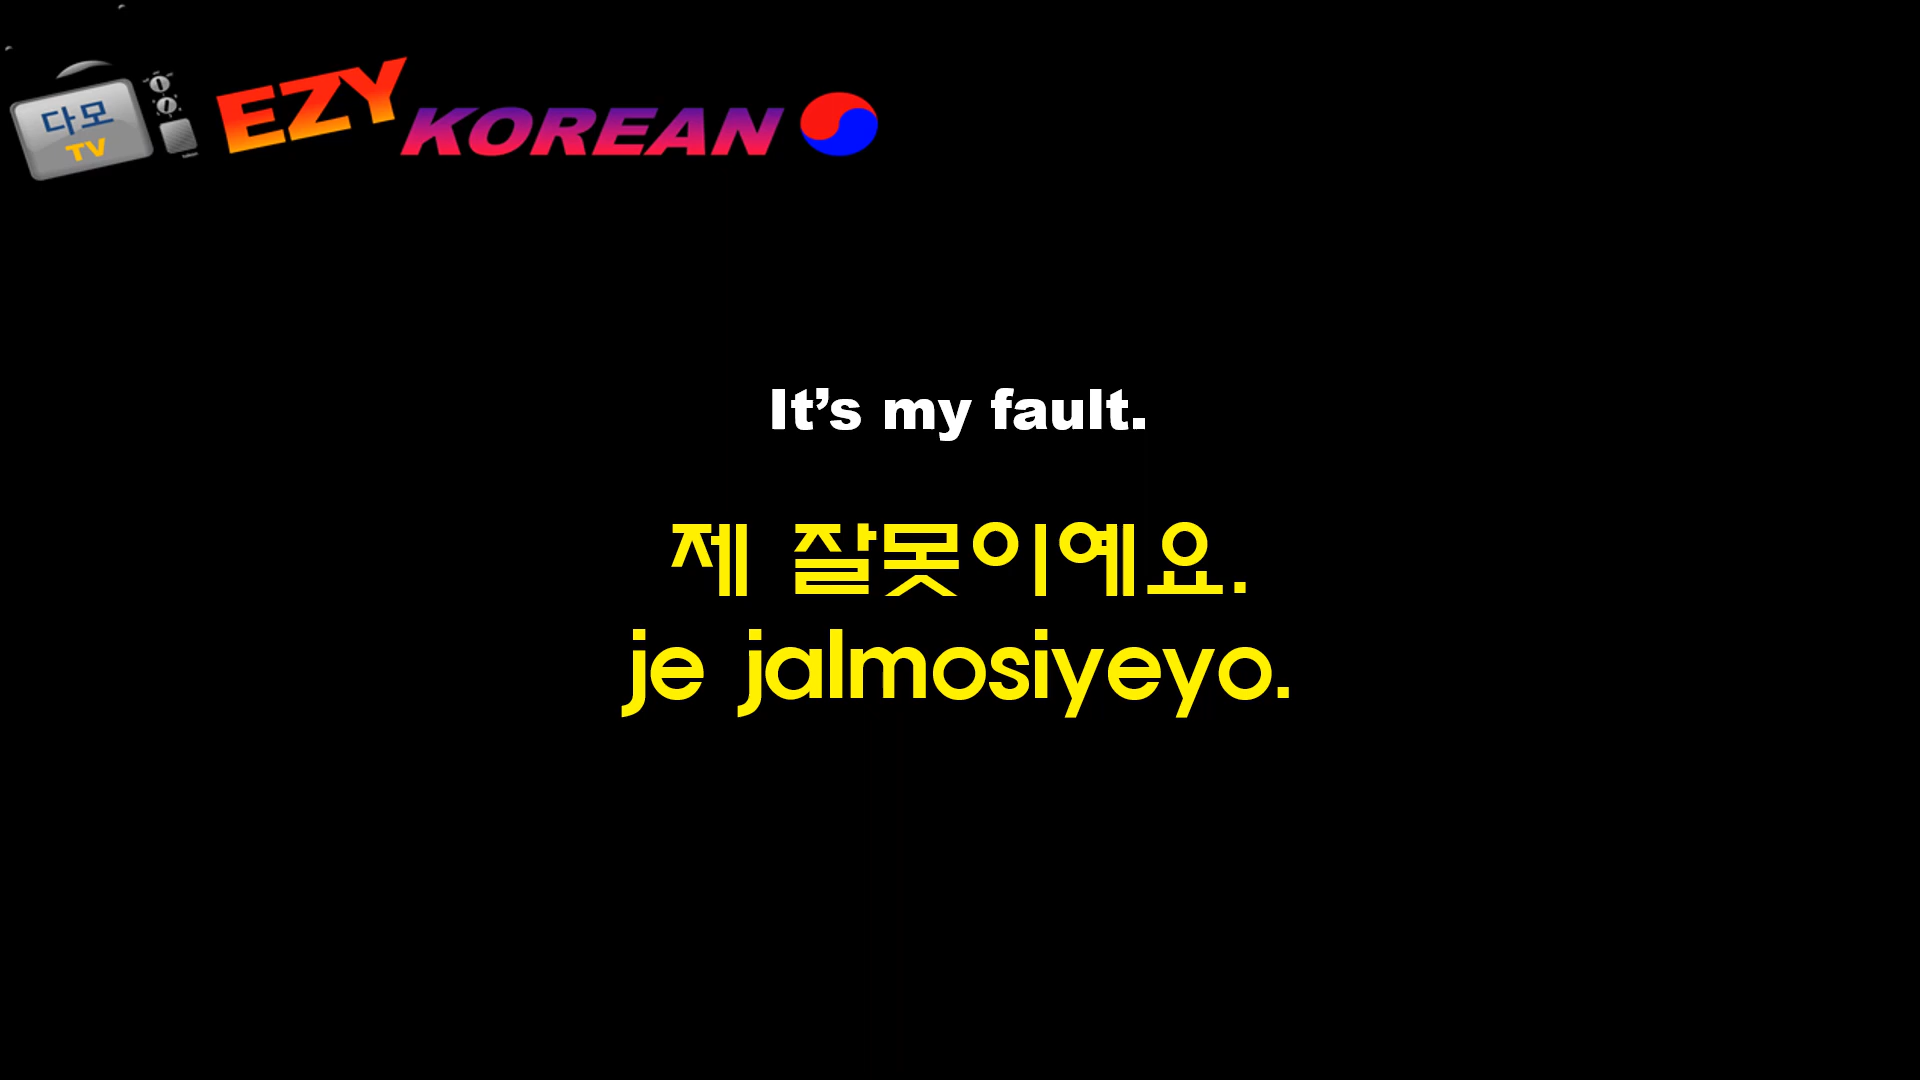 다모
TV
EZY
KOREAN
It’s my fault.
제 잘못이예요.
je jalmosiyeyo.